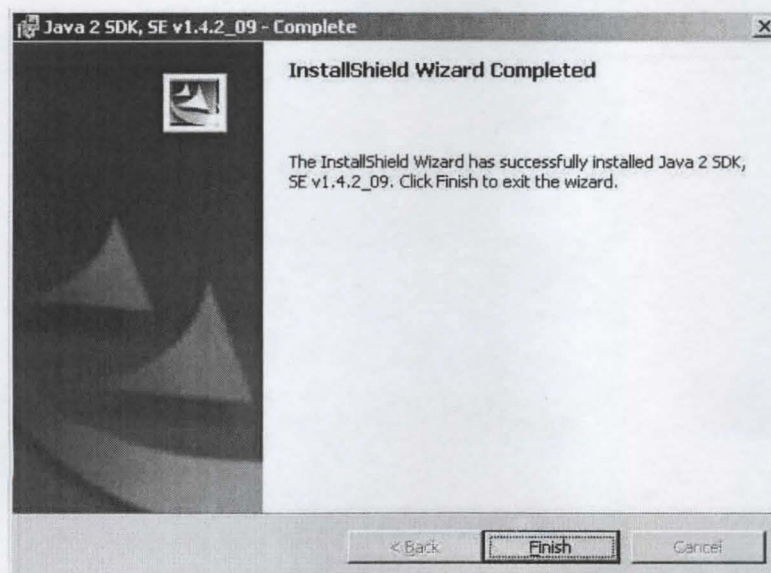 Java 2 SDK, SE v1.4.2_09 - Complete
InstallShield Wizard Completed
The InstallShield Wizard has successfully installed Java 2 SDK,
SE v1.4.2_09. Click Finish to exit the wizard.
< Back
Finish
Cancel